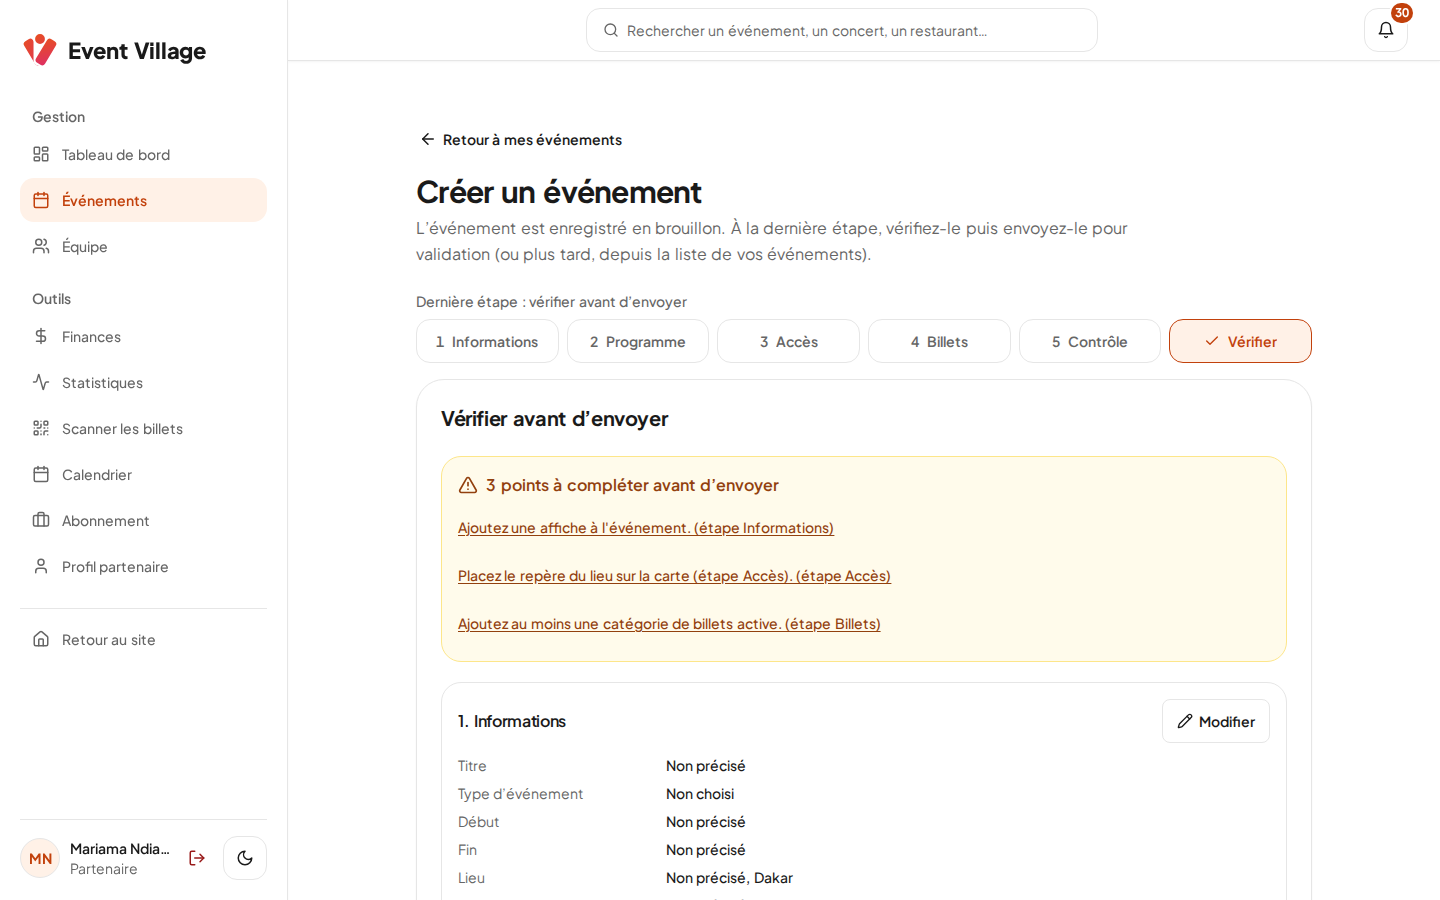 Event Village
Rechercher un événement, un concert, un restaurant…
30
Gestion
Tableau de bord
Événements
Équipe
Outils
Finances
Statistiques
Scanner les billets
Calendrier
Abonnement
Profil partenaire
Retour au site
MN
Mariama Ndia…
Partenaire
Retour à mes événements
Créer un événement
L’événement est enregistré en brouillon. À la dernière étape, vérifiez-le puis envoyez-le pour
validation (ou plus tard, depuis la liste de vos événements).
Dernière étape : vérifier avant d’envoyer
1 Informations
2 Programme
3 Accès
4 Billets
5 Contrôle
Vérifier
Vérifier avant d’envoyer
3 points à compléter avant d’envoyer
Ajoutez une affiche à l'événement. (étape Informations)
Placez le repère du lieu sur la carte (étape Accès). (étape Accès)
Ajoutez au moins une catégorie de billets active. (étape Billets)
1. Informations
Modifier
Titre Non précisé
Type d’événement Non choisi
Début Non précisé
Fin Non précisé
Lieu Non précisé, Dakar